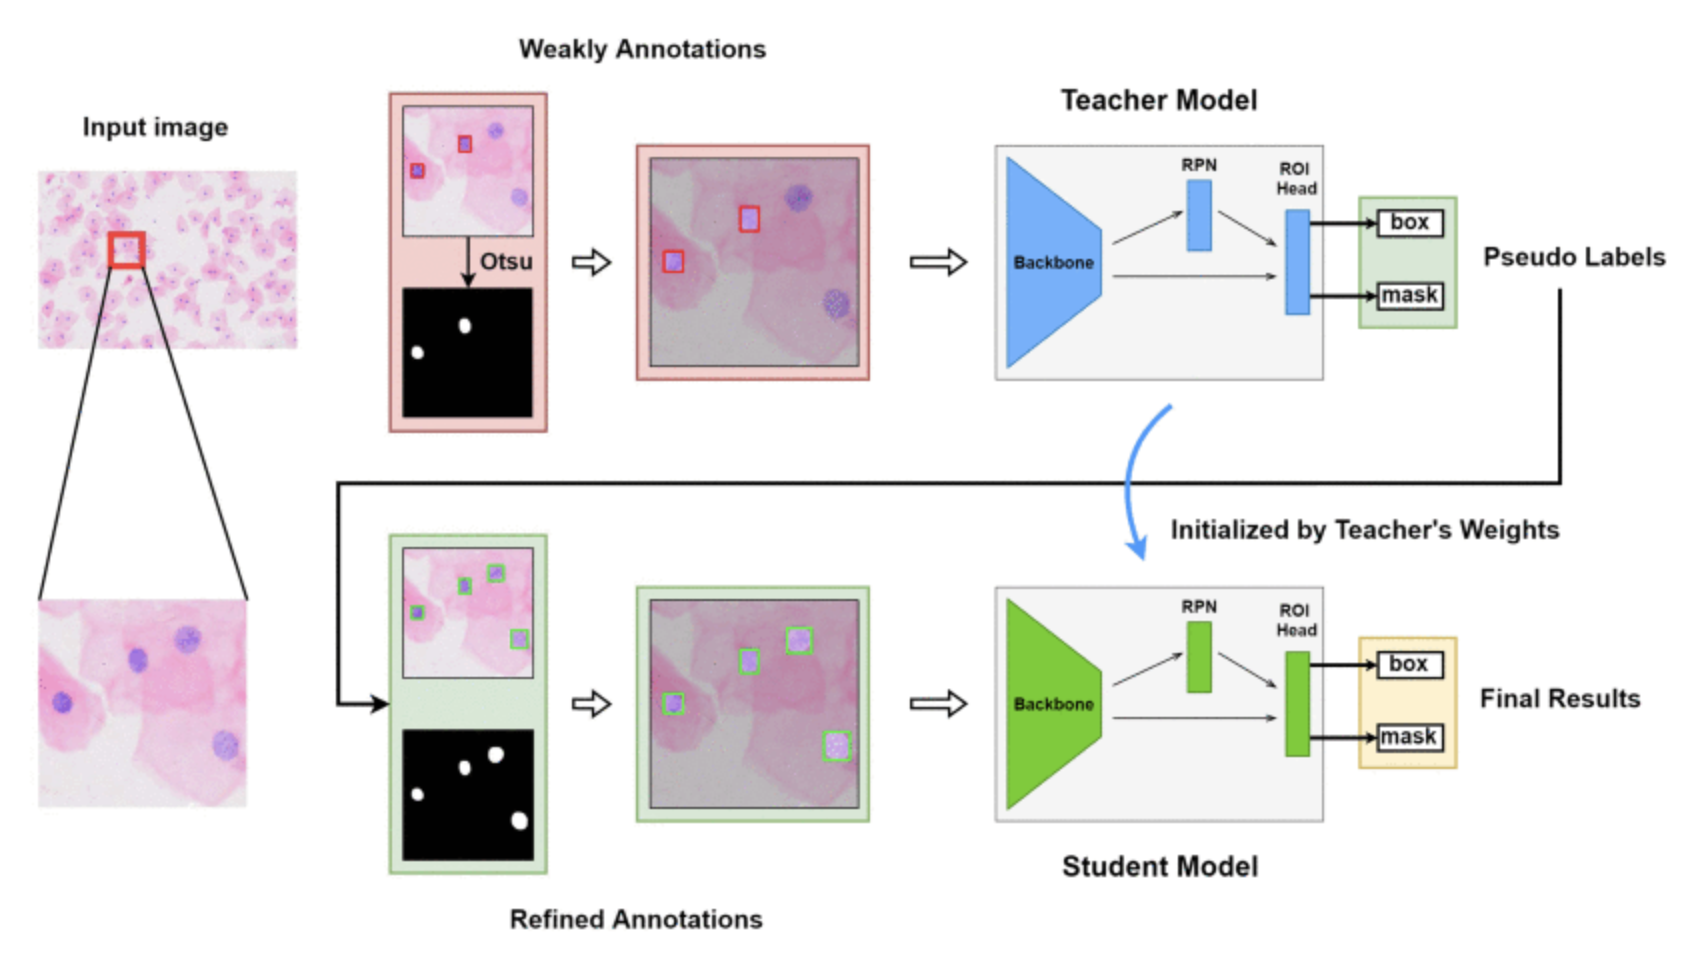 Weakly Annotations
Input image
Teacher Model
Otsu
RPN
ROI
Head
Backbone
box
mask
Pseudo Labels
Initialized by Teacher's Weights
RPN
ROI
Head
Backbone
box
mask
Final Results
Student Model
Refined Annotations